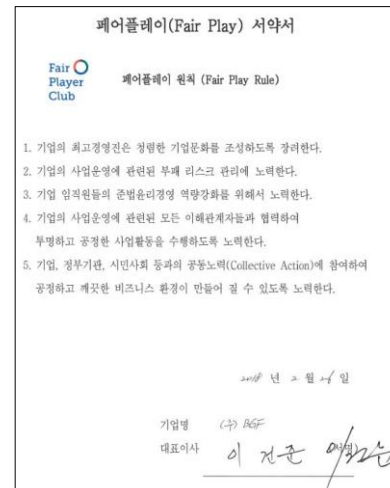 페어플레이(Fair Play) 서약서
Fair
Player
Club
페어플레이 원칙 (Fair Play Rule)
1. 기업의 최고경영진은 청렴한 기업문화를 조성하도록 장려한다.
2. 기업의 사업운영에 관련된 부패 리스크 관리에 노력한다.
3. 기업 임직원들의 준법윤리경영 역량강화를 위해서 노력한다.
4. 기업의 사업운영에 관련된 모든 이해관계자들과 협력하여
투명하고 공정한 사업활동을 수행하도록 노력한다.
5. 기업, 정부기관, 시민사회 등과의 공동노력(Collective Action)에 참여하여
공정하고 깨끗한 비즈니스 환경이 만들어 질 수 있도록 노력한다.
2018 년 2 월 26 일
기업명 (주) BGF
대표이사 이 건 준